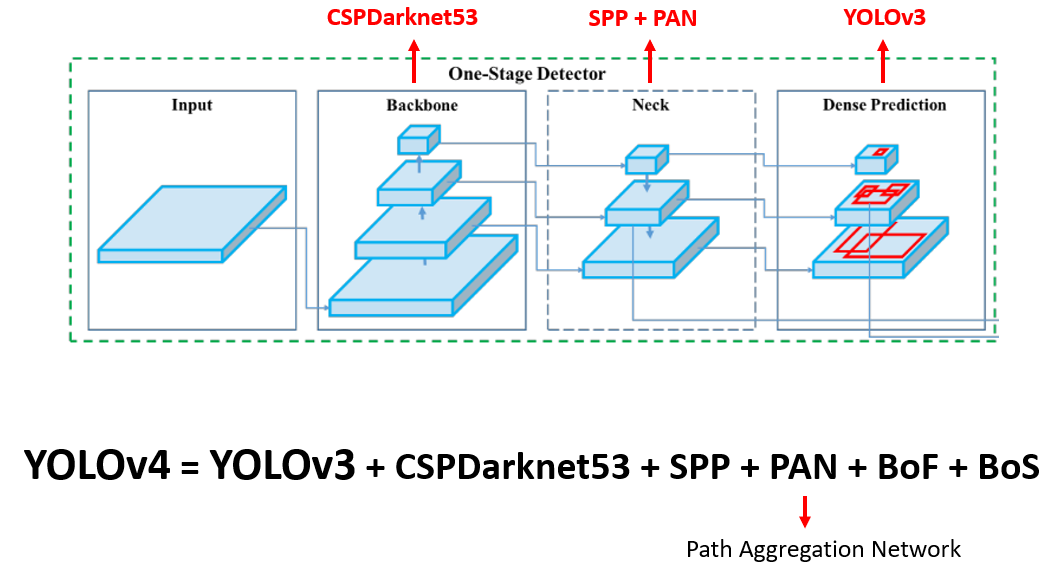 CSPDarknet53 SPP + PAN YOLOv3
One-Stage Detector
Input Backbone Neck Dense Prediction
YOLOv4 = YOLOv3 + CSPDarknet53 + SPP + PAN + BoF + BoS
Path Aggregation Network